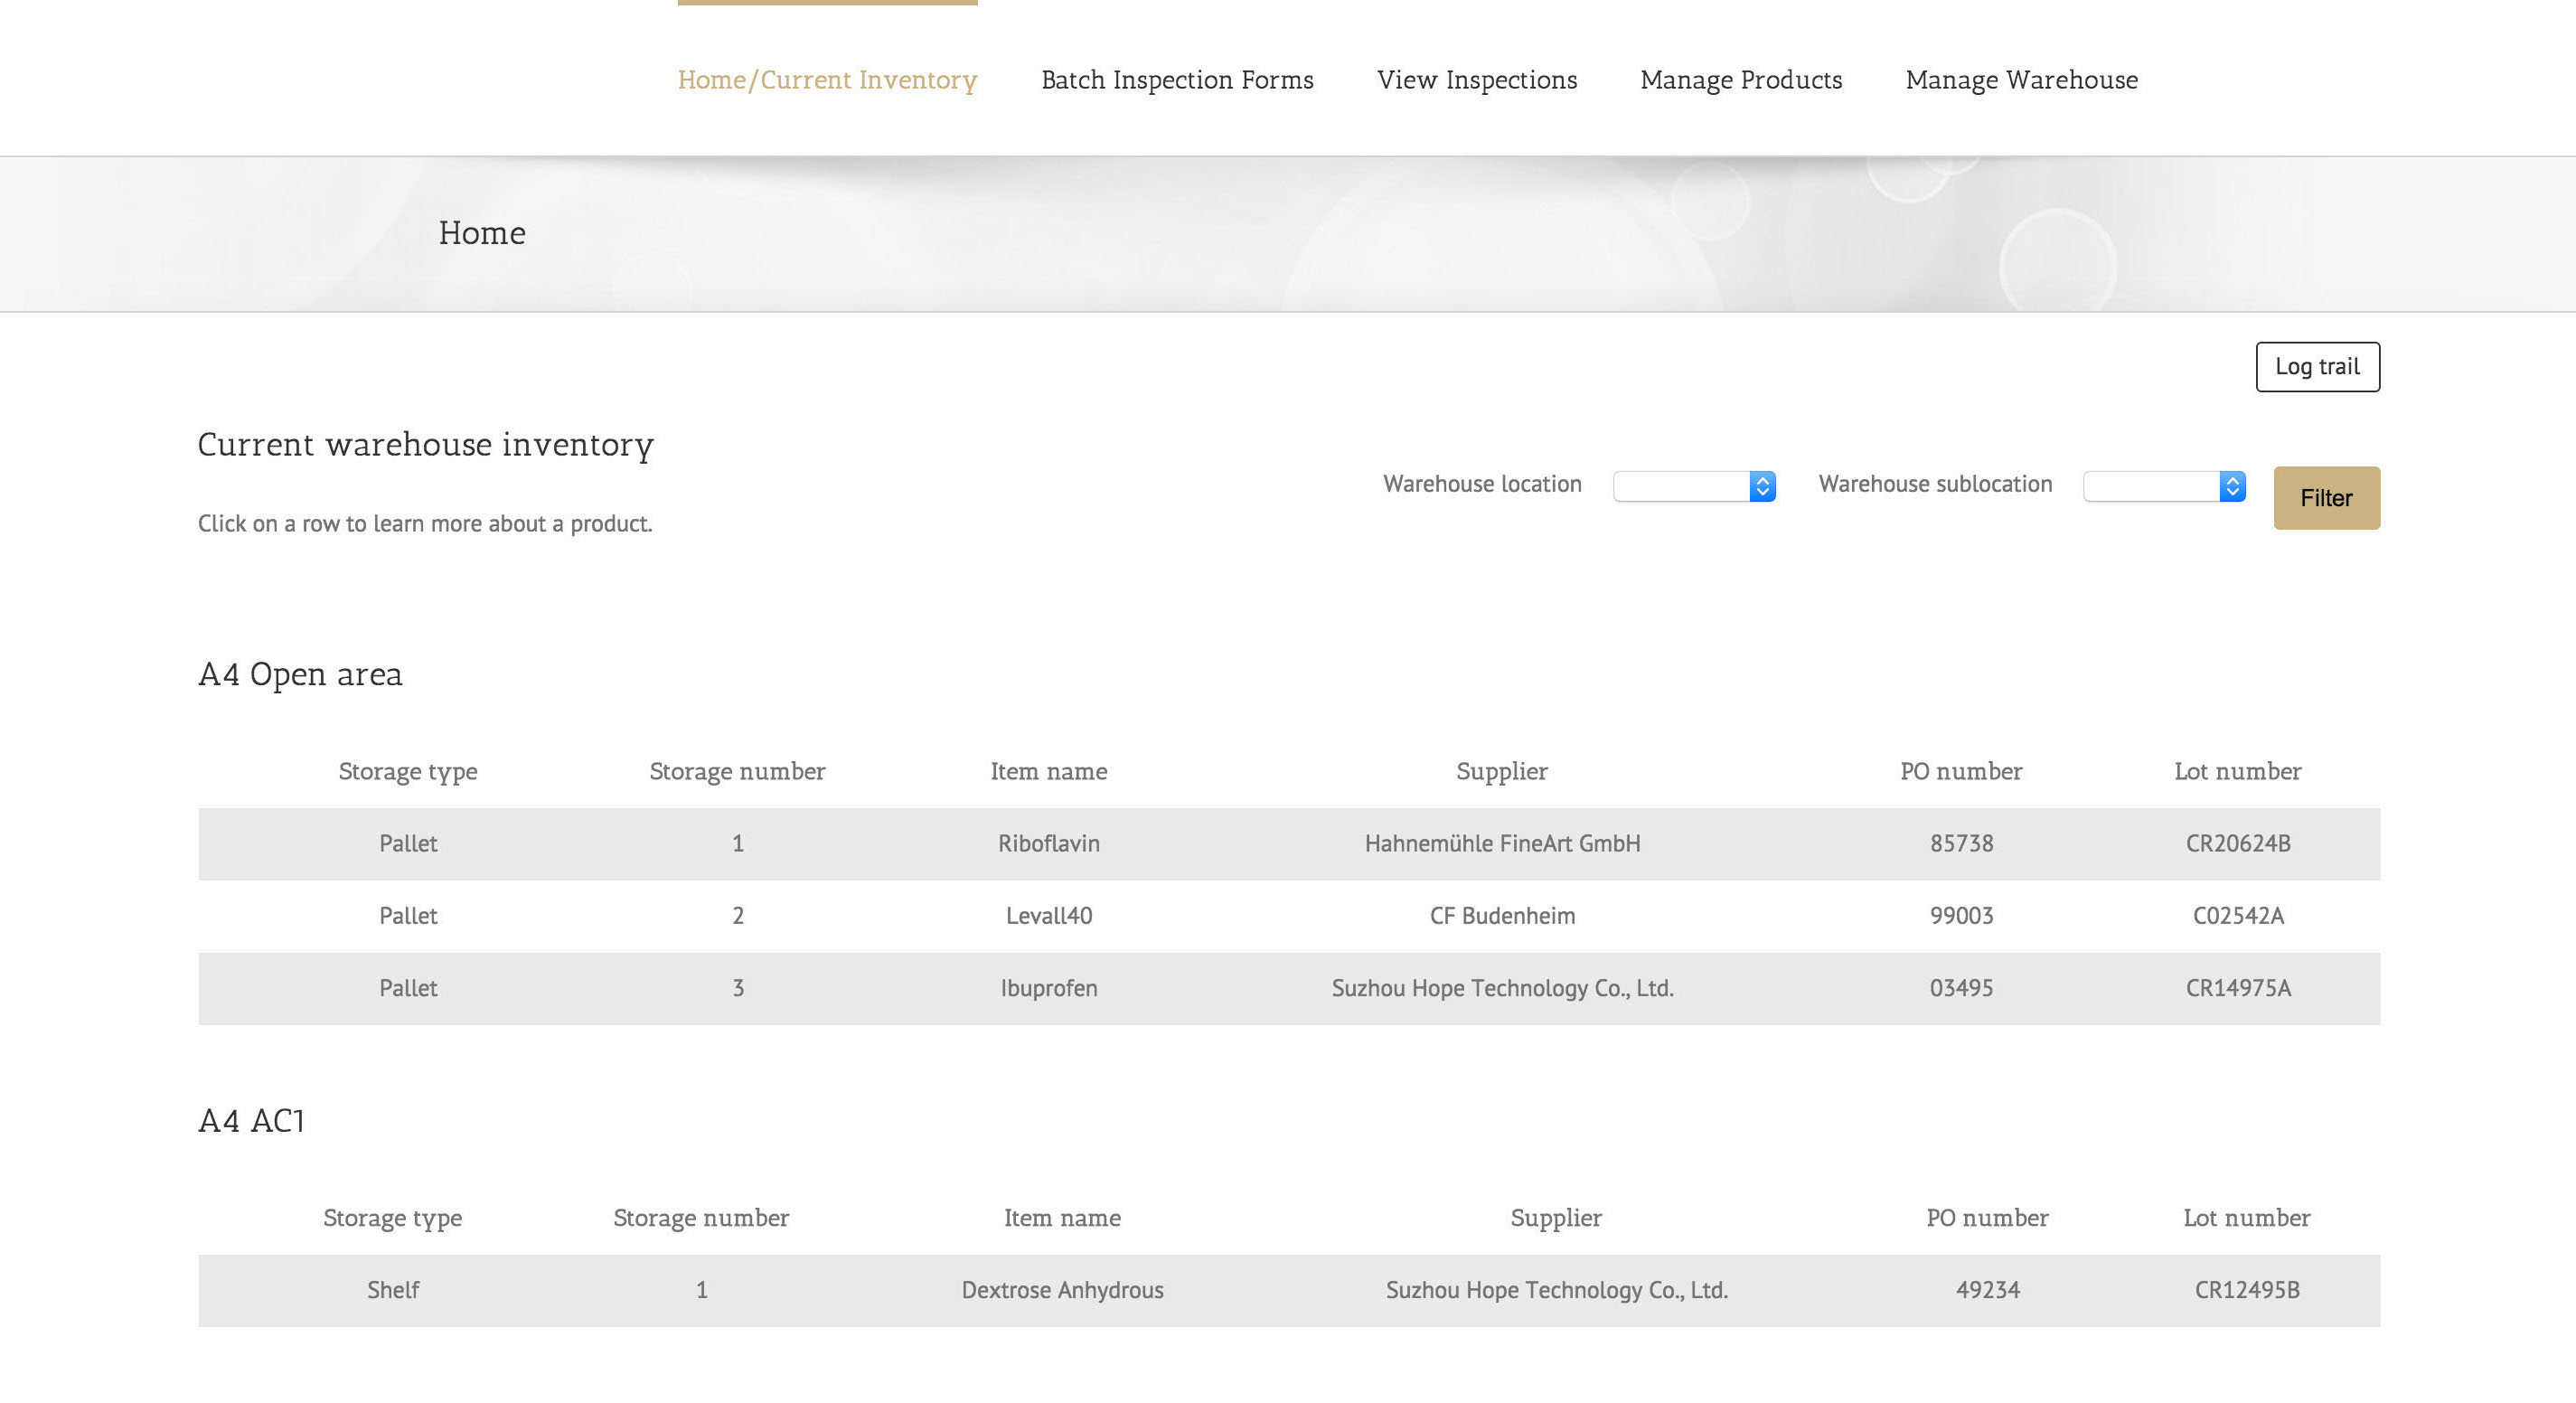 Home/Current Inventory Batch Inspection Forms View Inspections Manage Products Manage Warehouse
Home
Log trail
Current warehouse inventory
Warehouse location Warehouse sublocation Filter
Click on a row to learn more about a product.
A4 Open area
Storage type Storage number Item name Supplier PO number Lot number
Pallet 1 Riboflavin Hahnemühle FineArt GmbH 85738 CR20624B
Pallet 2 Levall40 CF Budenheim 99003 C02542A
Pallet 3 Ibuprofen Suzhou Hope Technology Co., Ltd. 03495 CR14975A
A4 AC1
Storage type Storage number Item name Supplier PO number Lot number
Shelf 1 Dextrose Anhydrous Suzhou Hope Technology Co., Ltd. 49234 CR12495B